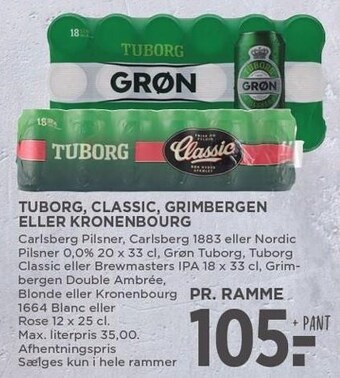 18
TUBORG
GRØN
TUBORG
GRØN
18
TUBORG
Classic
TUBORG, CLASSIC, GRIMBERGEN
ELLER KRONENBOURG
Carlsberg Pilsner, Carlsberg 1883 eller Nordic
Pilsner 0,0% 20 x 33 cl, Grøn Tuborg, Tuborg
Classic eller Brewmasters IPA 18 x 33 cl, Grim-
bergen Double Ambrée,
Blonde eller Kronenbourg
1664 Blanc eller
Rose 12 x 25 cl.
Max. literpris 35,00.
Afhentningspris
Sælges kun i hele rammer
PR. RAMME
105.-
+ PANT